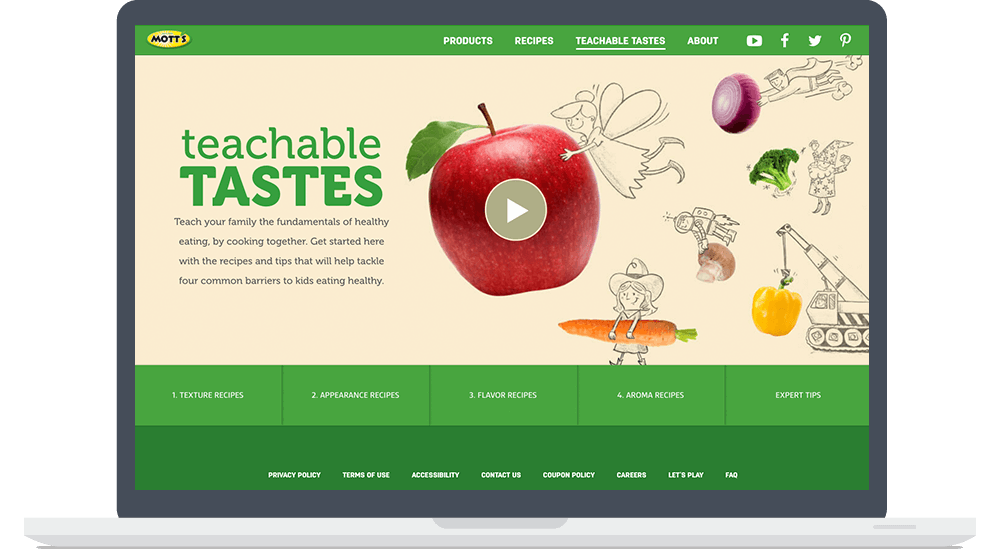 MOTT'S
PRODUCTS RECIPES TEACHABLE TASTES ABOUT
teachable
TASTES
Teach your family the fundamentals of healthy
eating, by cooking together. Get started here
with the recipes and tips that will help tackle
four common barriers to kids eating healthy.
1. TEXTURE RECIPES 2. APPEARANCE RECIPES 3. FLAVOR RECIPES 4. AROMA RECIPES EXPERT TIPS
PRIVACY POLICY TERMS OF USE ACCESSIBILITY CONTACT US COUPON POLICY CAREERS LET'S PLAY FAQ